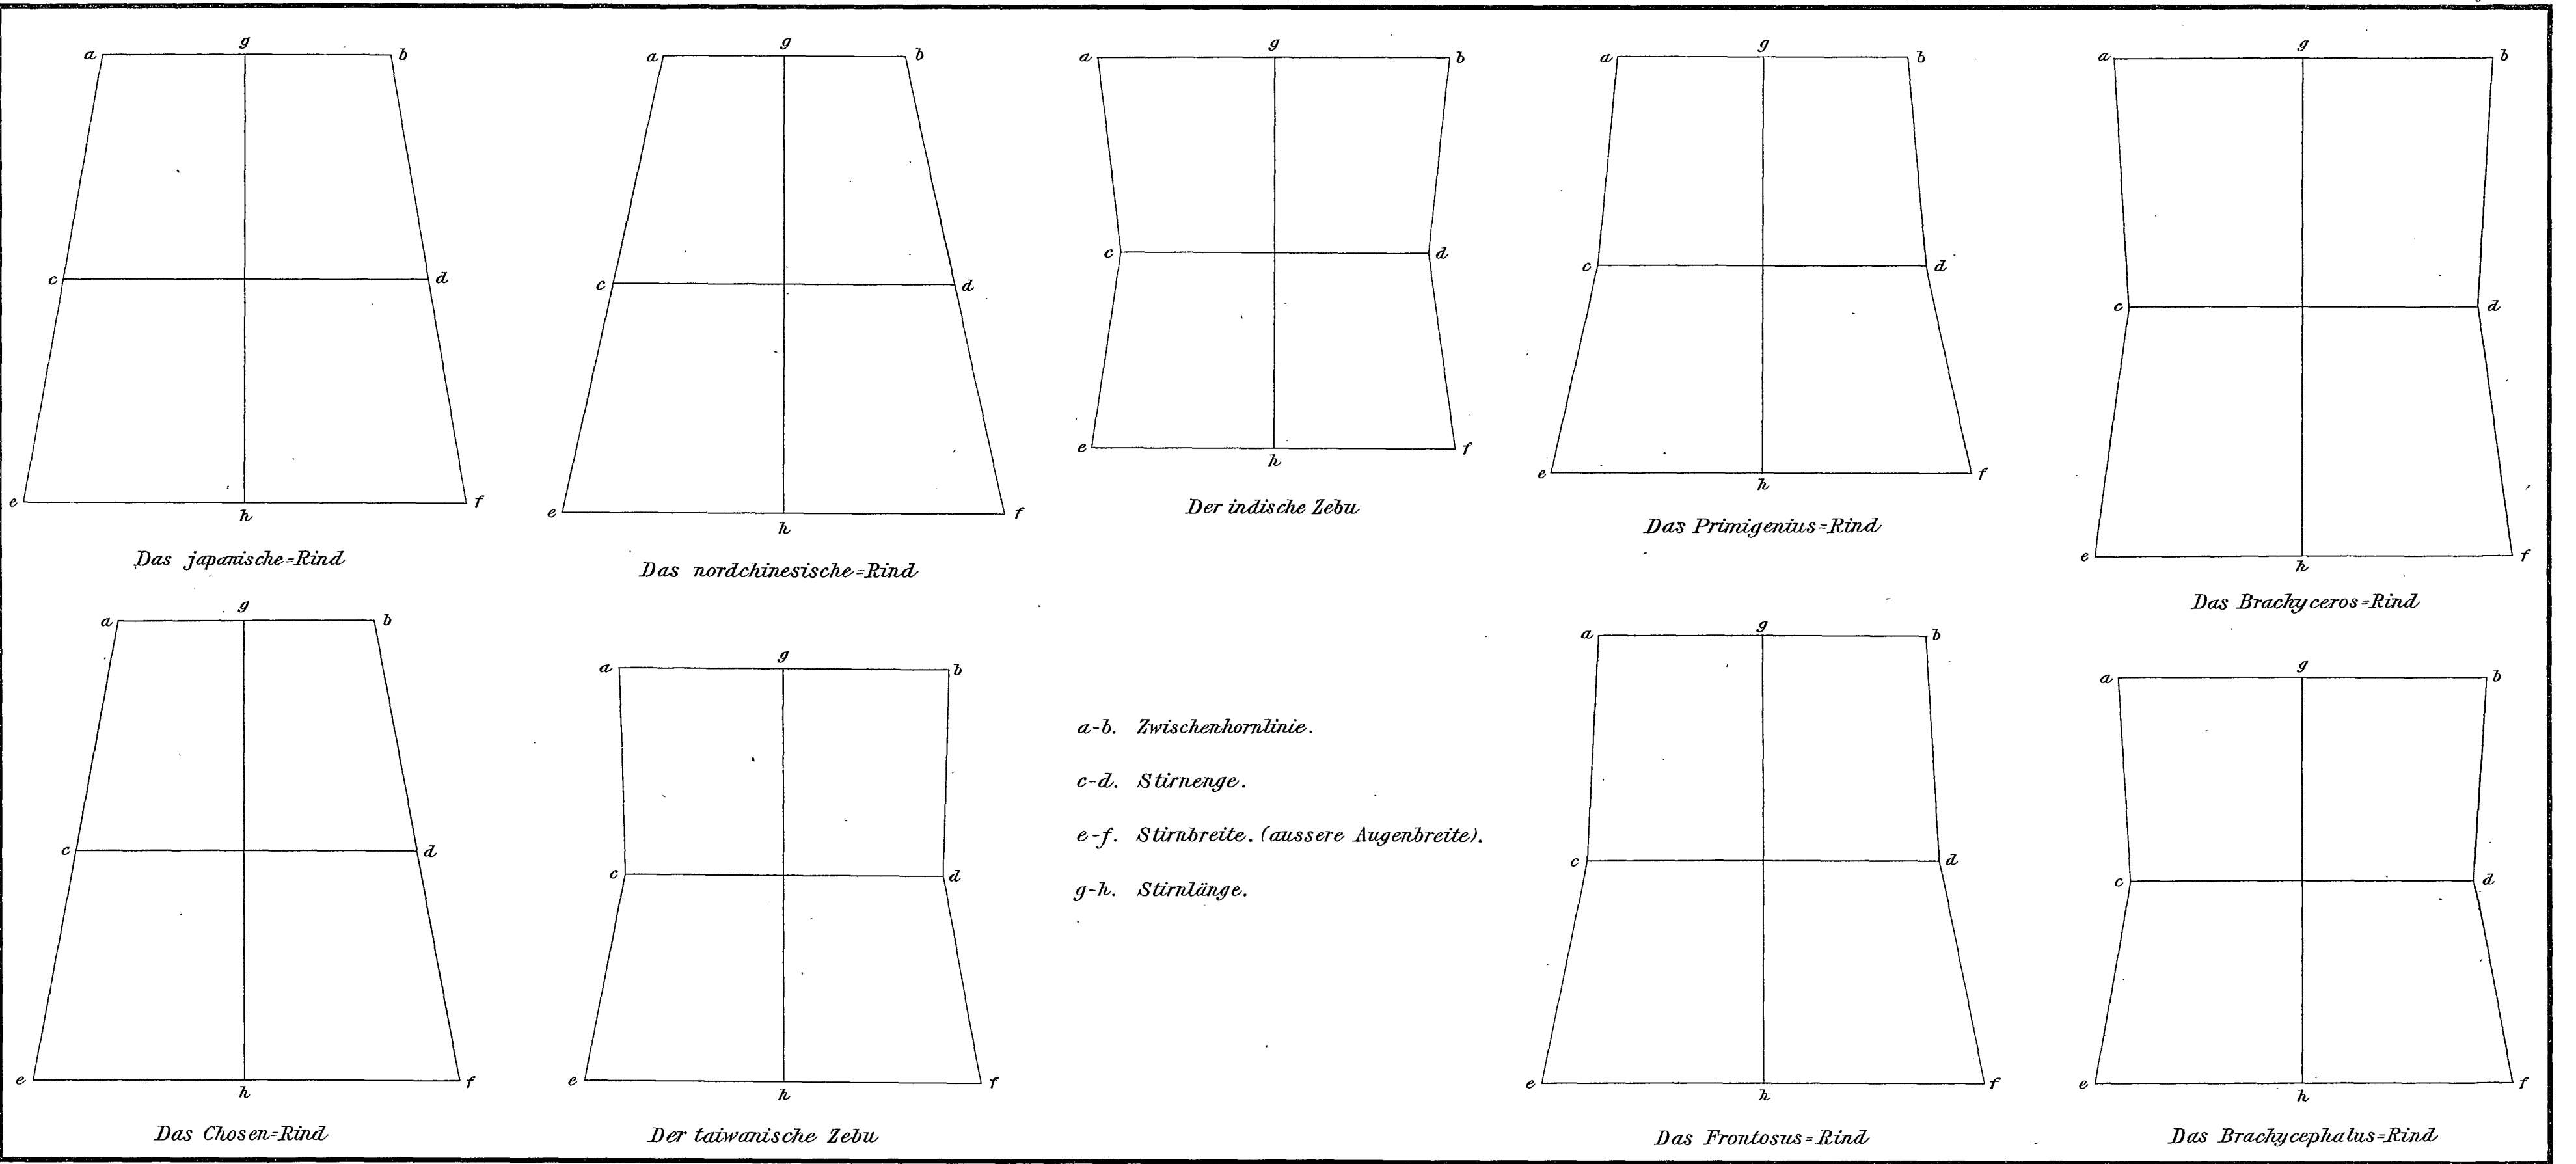 g
a b
c d
e f
h
Das japanische=Rind
g
a b
c d
e f
h
Das nordchinesische=Rind
g
a b
c d
e f
h
Der indische Zebu
g
a b
c d
e f
h
Das Primigenius=Rind
g
a b
c d
e f
h
Das Brachyceros=Rind
g
a b
c d
e f
h
Das Chosen=Rind
g
a b
c d
e f
h
Der taiwanische Zebu
a-b. Zwischenhornlinie.
c-d. Stirnenge.
e-f. Stirnbreite. (aussere Augenbreite).
g-h. Stirnlänge.
g
a b
c d
e f
h
Das Frontosus=Rind
g
a b
c d
e f
h
Das Brachycephalus=Rind